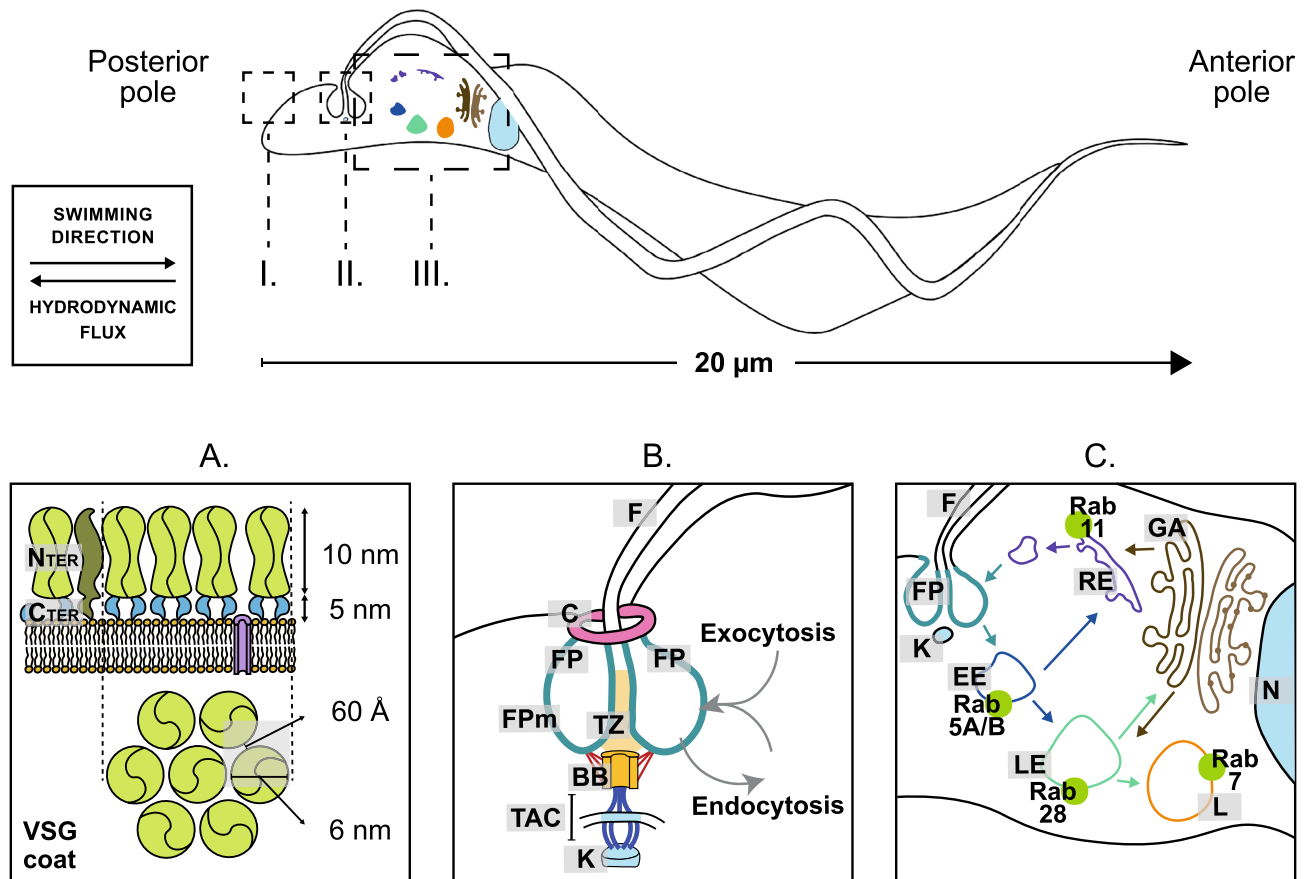 Posterior
pole
Anterior
pole
SWIMMING
DIRECTION
HYDRODYNAMIC
FLUX
I.
II.
III.
20 µm
A.
NTER
CTER
10 nm
5 nm
60 Å
6 nm
VSG
coat
B.
F
C
FP
FP
FPm
TZ
BB
TAC
K
Exocytosis
Endocytosis
C.
F
FP
K
Rab
11
RE
GA
EE
Rab
5A/B
LE
Rab
28
Rab
7
L
N